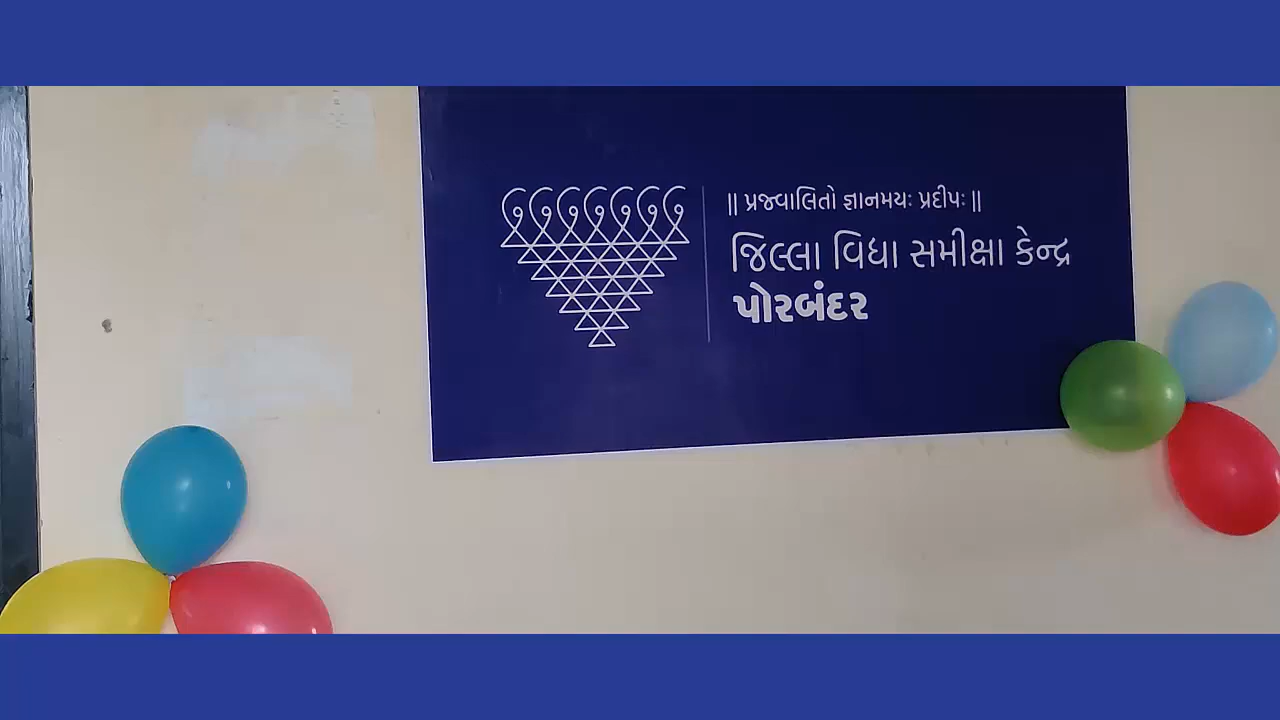 || પ્રજ્વાલિતો જ્ઞાનમયઃ પ્રદીપઃ ||
જિલ્લા વિદ્યા સમીક્ષા કેન્દ્ર
પોરબંદર